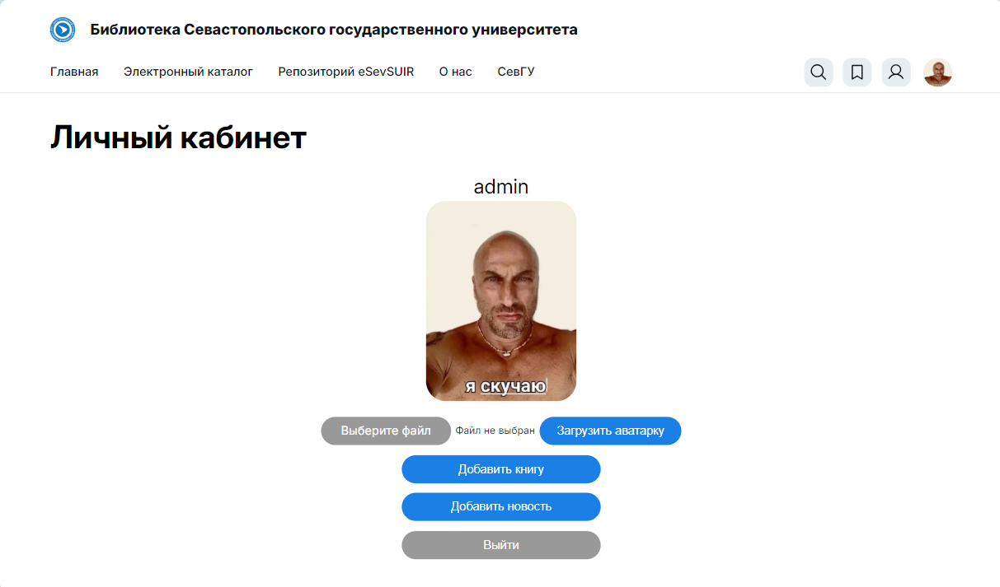 Библиотека Севастопольского государственного университета
Главная Электронный каталог Репозиторий eSevSUIR О нас СевГУ
Личный кабинет
admin
я скучаю
Выберите файл Файл не выбран Загрузить аватарку
Добавить книгу
Добавить новость
Выйти